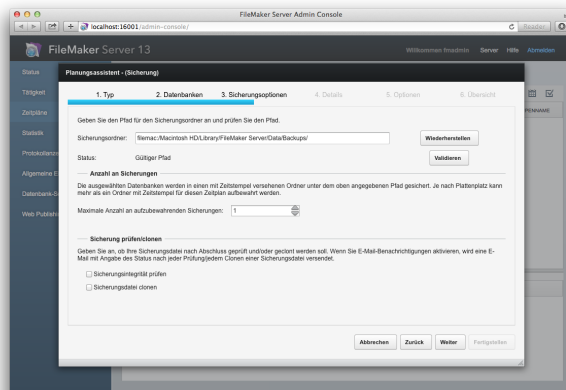 FileMaker Server Admin Console
localhost:16001/admin-console/
Reader
FileMaker Server 13
Willkommen fmadmin Server Hilfe Abmelden
Status
Tätigkeit
Zeitpläne
Statistik
Protokollanze
Allgemeine E
Datenbank-S
Web Publishi
PENNAME
Planungsassistent - (Sicherung)
1. Typ 2. Datenbanken 3. Sicherungsoptionen 4. Details 5. Optionen 6. Übersicht
Geben Sie den Pfad für den Sicherungsordner an und prüfen Sie den Pfad.
Sicherungsordner: filemac:/Macintosh HD/Library/FileMaker Server/Data/Backups/ Wiederherstellen
Status: Gültiger Pfad Validieren
Anzahl an Sicherungen
Die ausgewählten Datenbanken werden in einen mit Zeitstempel versehenen Ordner unter dem oben angegebenen Pfad gesichert. Je nach Plattenplatz kann
mehr als ein Ordner mit Zeitstempel für diesen Zeitplan aufbewahrt werden.
Maximale Anzahl an aufzubewahrenden Sicherungen: 1
Sicherung prüfen/clonen
Geben Sie an, ob Ihre Sicherungsdatei nach Abschluss geprüft und/oder geclont werden soll. Wenn Sie E-Mail-Benachrichtigungen aktivieren, wird eine E-
Mail mit Angabe des Status nach jeder Prüfung/jedem Clonen einer Sicherungsdatei versendet.
Sicherungsintegrität prüfen
Sicherungsdatei clonen
Abbrechen Zurück Weiter Fertigstellen